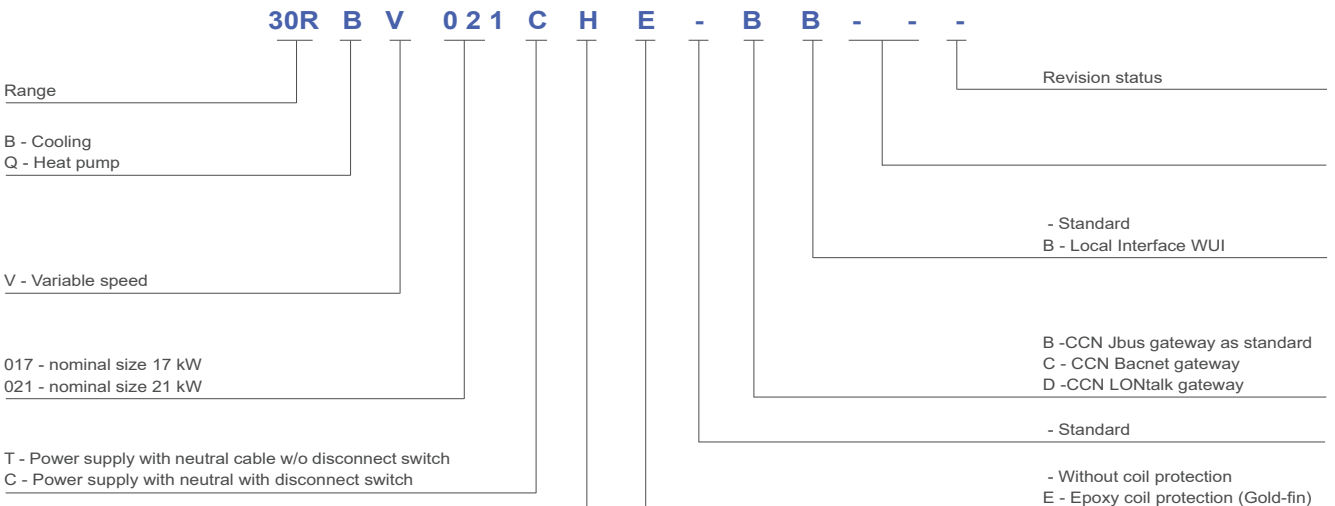 30R B V 0 2 1 C H E - B B - - -
Range
B - Cooling
Q - Heat pump
V - Variable speed
017 - nominal size 17 kW
021 - nominal size 21 kW
T - Power supply with neutral cable w/o disconnect switch
C - Power supply with neutral with disconnect switch
Revision status
- Standard
B - Local Interface WUI
B -CCN Jbus gateway as standard
C - CCN Bacnet gateway
D -CCN LONtalk gateway
- Standard
- Without coil protection
E - Epoxy coil protection (Gold-fin)